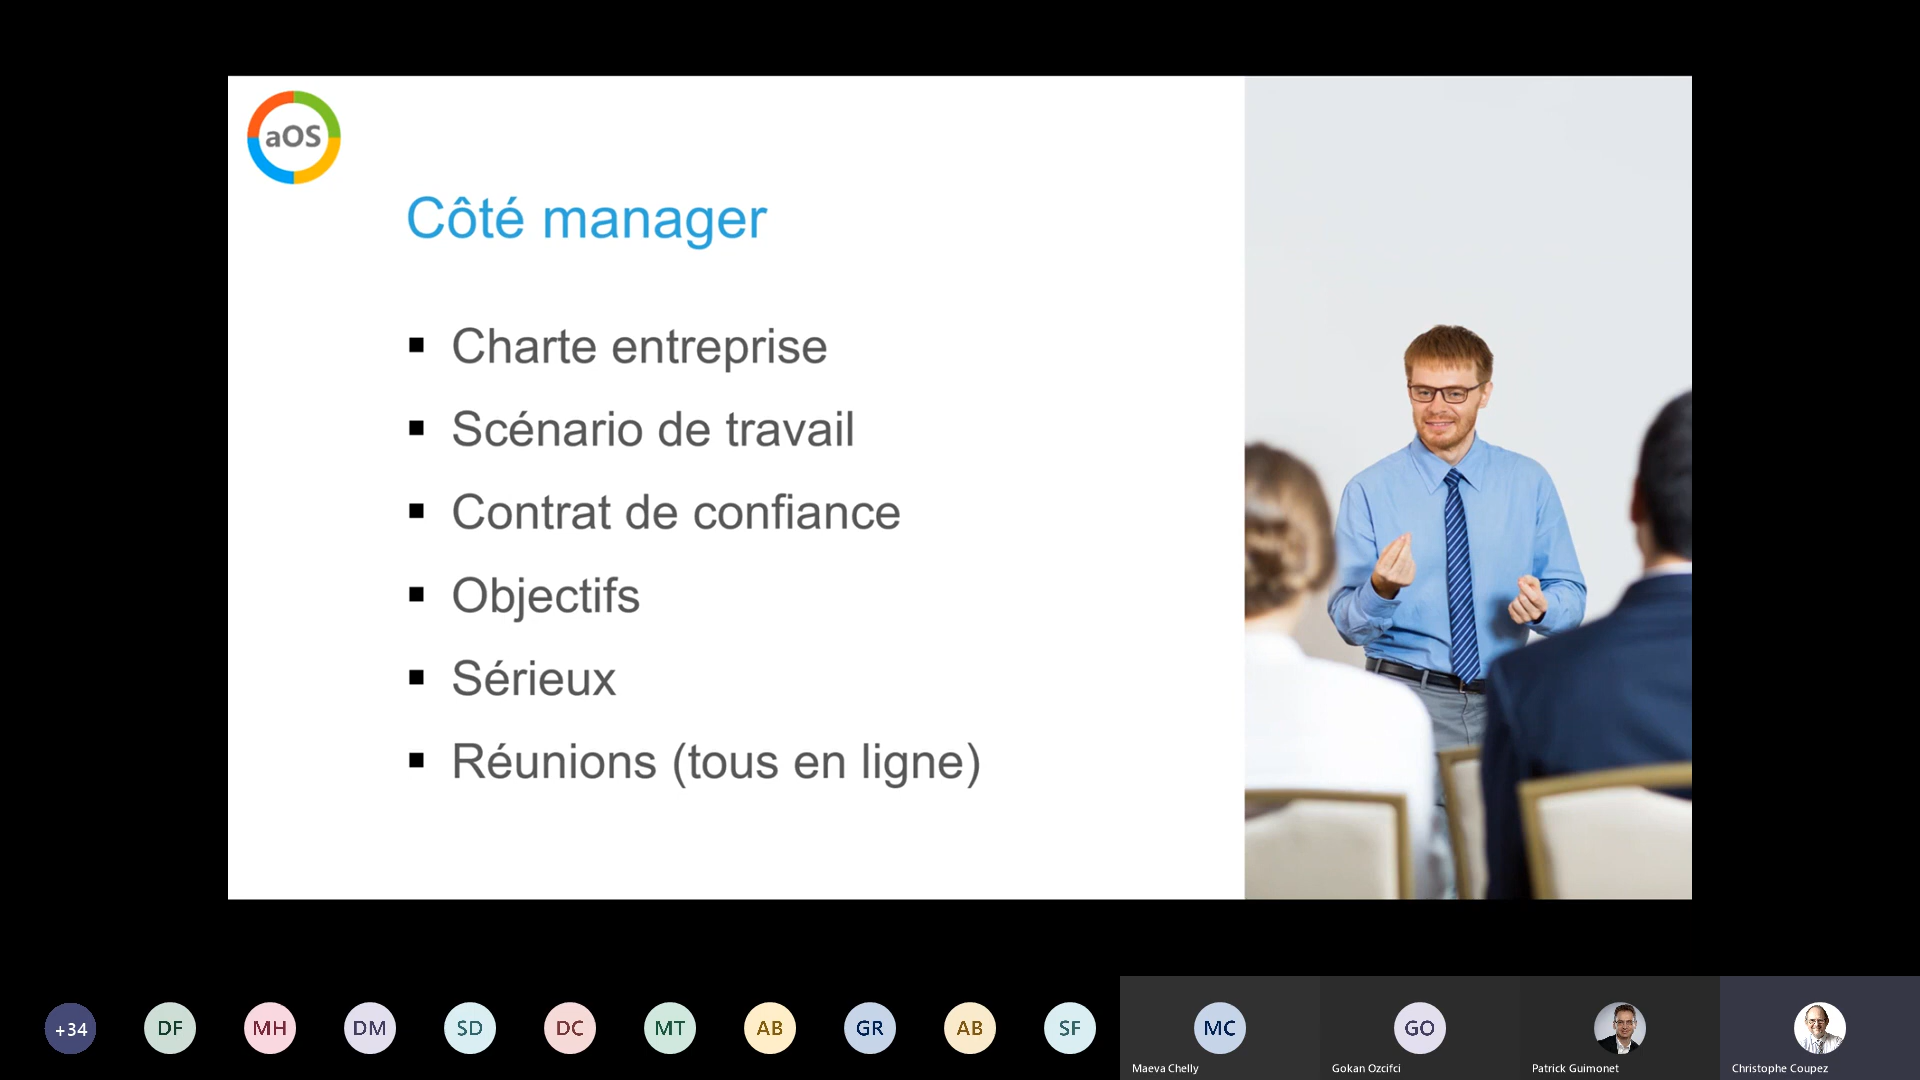 aOS
Côté manager
▪ Charte entreprise
▪ Scénario de travail
▪ Contrat de confiance
▪ Objectifs
▪ Sérieux
▪ Réunions (tous en ligne)
+34
DF
MH
DM
SD
DC
MT
AB
GR
AB
SF
MC
GO
Maeva Chelly
Gokan Ozcifci
Patrick Guimonet
Christophe Coupez